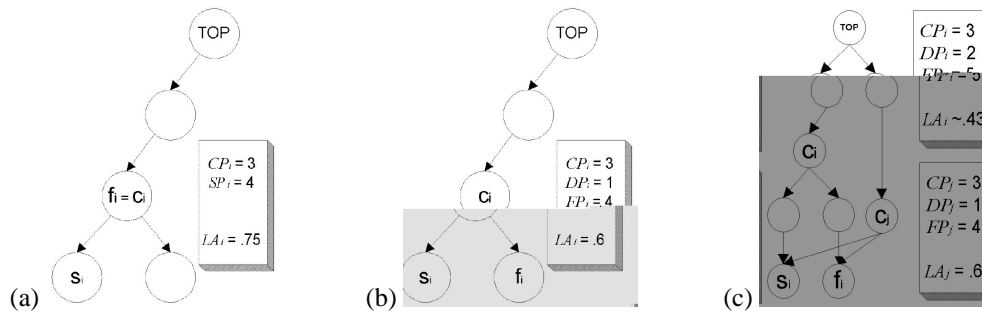 TOP
CPi = 3
SPi = 4
fi = ci
LAi = .75
si
(a)
TOP
CPi = 3
DPi = 1
FPi = 4
ci
LAi = .6
si
fi
(b)
TOP
CPi = 3
DPi = 2
FPi = 5
LAi ~.43
ci
CPj = 3
DPj = 1
FPj = 4
cj
LAj = .6
si
fi
(c)